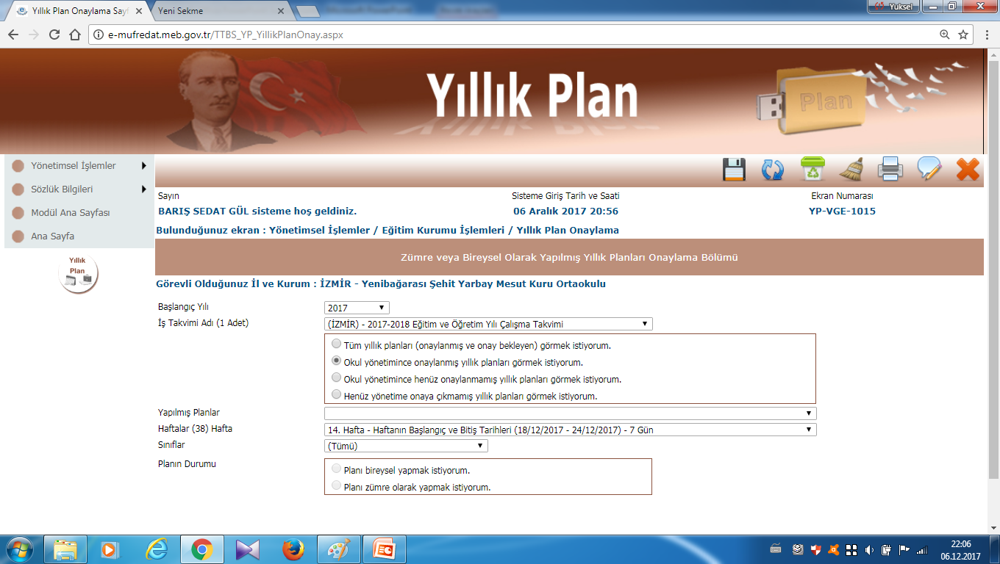 Yıllık Plan Onaylama Sayf
Yeni Sekme
Yüksel
e-mufredat.meb.gov.tr/TTBS_YP_YillikPlanOnay.aspx
Yıllık Plan
Plan
Yönetimsel İşlemler
Sözlük Bilgileri
Modül Ana Sayfası
Ana Sayfa
Yıllık
Plan
Sayın
Sisteme Giriş Tarih ve Saati
Ekran Numarası
BARIŞ SEDAT GÜL sisteme hoş geldiniz.
06 Aralık 2017 20:56
YP-VGE-1015
Bulunduğunuz ekran : Yönetimsel İşlemler / Eğitim Kurumu İşlemleri / Yıllık Plan Onaylama
Zümre veya Bireysel Olarak Yapılmış Yıllık Planları Onaylama Bölümü
Görevli Olduğunuz İl ve Kurum : İZMİR - Yenibağarası Şehit Yarbay Mesut Kuru Ortaokulu
Başlangıç Yılı
2017
İş Takvimi Adı (1 Adet)
(İZMİR) - 2017-2018 Eğitim ve Öğretim Yılı Çalışma Takvimi
Tüm yıllık planları (onaylanmış ve onay bekleyen) görmek istiyorum.
Okul yönetimince onaylanmış yıllık planları görmek istiyorum.
Okul yönetimince henüz onaylanmamış yıllık planları görmek istiyorum.
Henüz yönetime onaya çıkmamış yıllık planları görmek istiyorum.
Yapılmış Planlar
Haftalar (38) Hafta
14. Hafta - Haftanın Başlangıç ve Bitiş Tarihleri (18/12/2017 - 24/12/2017) - 7 Gün
Sınıflar
(Tümü)
Planın Durumu
Planı bireysel yapmak istiyorum.
Planı zümre olarak yapmak istiyorum.
22:06
06.12.2017